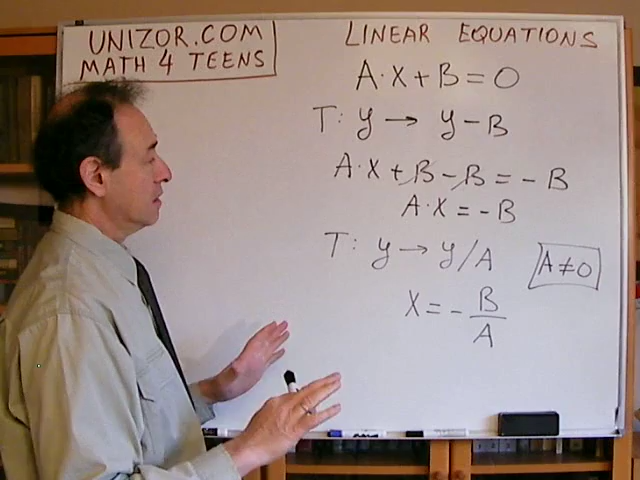 UNIZOR.COM
MATH 4 TEENS
LINEAR EQUATIONS
A·X+B=0
T: y → y-B
A·X+B-B=-B
A·X=-B
T: y → y/A
A≠0
X=-B/A